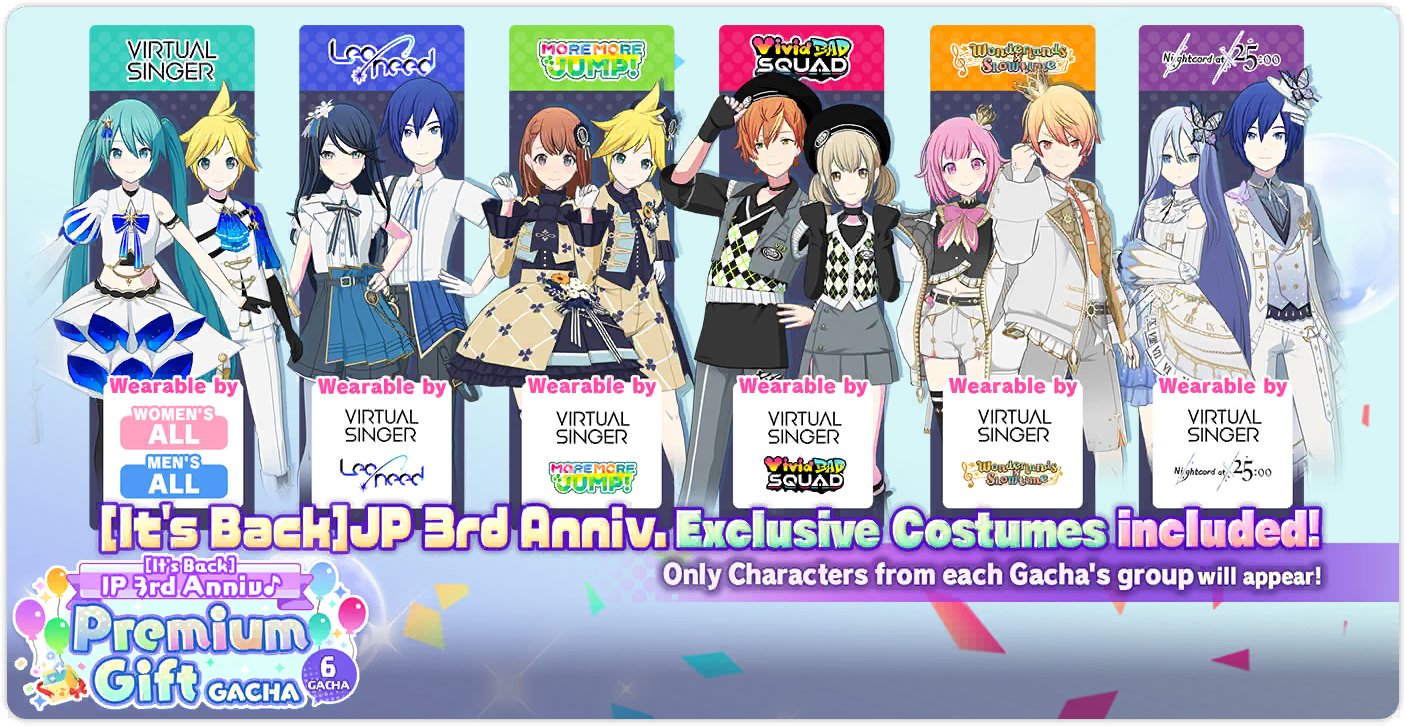 VIRTUAL
SINGER
Leo/need
MORE MORE
JUMP!
Vivid BAD
SQUAD
Wonderlands
× Showtime
Nightcord at 25:00
Wearable by
WOMEN'S
ALL
MEN'S
ALL
Wearable by
VIRTUAL
SINGER
Leo/need
Wearable by
VIRTUAL
SINGER
MORE MORE
JUMP!
Wearable by
VIRTUAL
SINGER
Vivid BAD
SQUAD
Wearable by
VIRTUAL
SINGER
Wonderlands
× Showtime
Wearable by
VIRTUAL
SINGER
Nightcord at 25:00
[It's Back]JP 3rd Anniv. Exclusive Costumes included!
Only Characters from each Gacha's group will appear!
[It's Back]
JP 3rd Anniv♪
Premium
Gift GACHA
6
GACHA